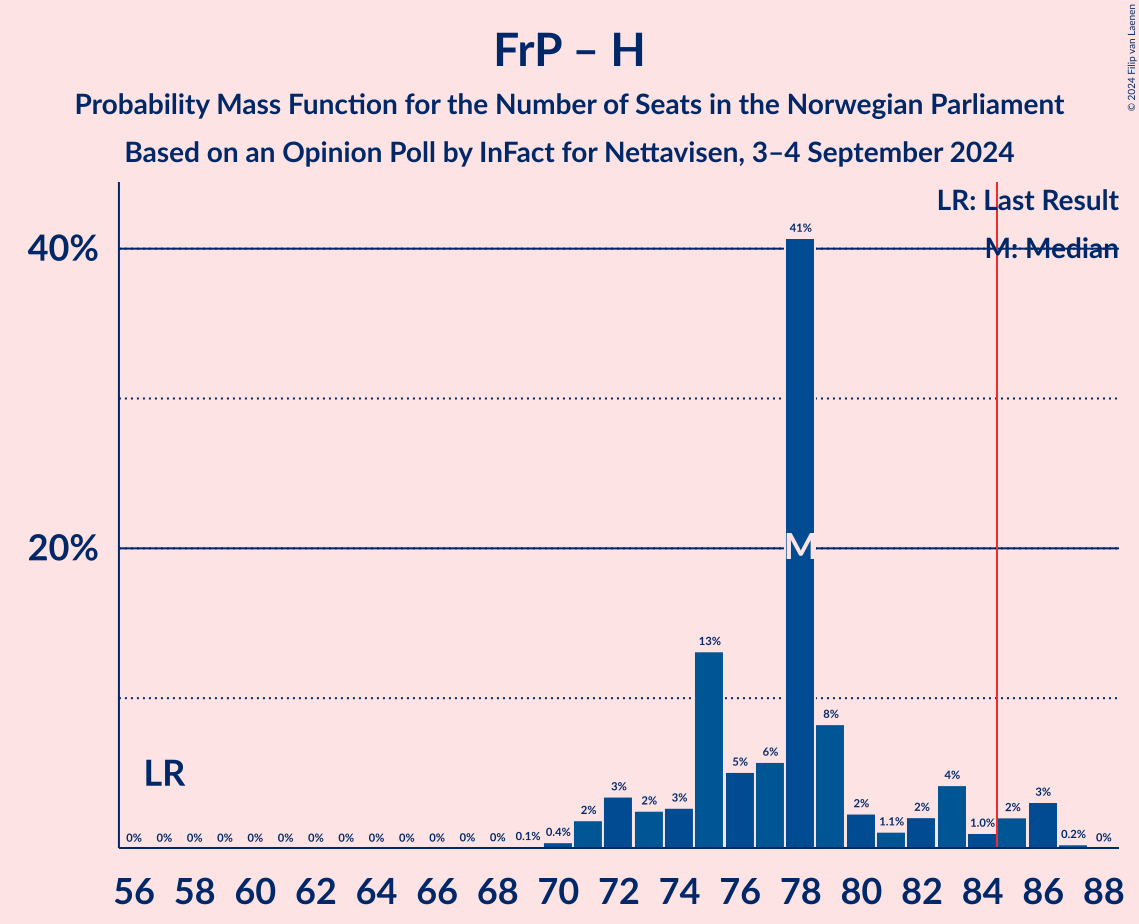 FrP – H
Probability Mass Function for the Number of Seats in the Norwegian Parliament
Based on an Opinion Poll by InFact for Nettavisen, 3–4 September 2024
© 2024 Filip van Laenen
LR: Last Result
M: Median
40%
20%
41%
M
13%
8%
6%
5%
4%
LR
0% 0% 0% 0% 0% 0% 0% 0% 0% 0% 0% 0% 0% 0.1% 0.4% 2% 3% 2% 3% 2% 1.1% 2% 1.0% 2% 3% 0.2% 0%
56 58 60 62 64 66 68 70 72 74 76 78 80 82 84 86 88